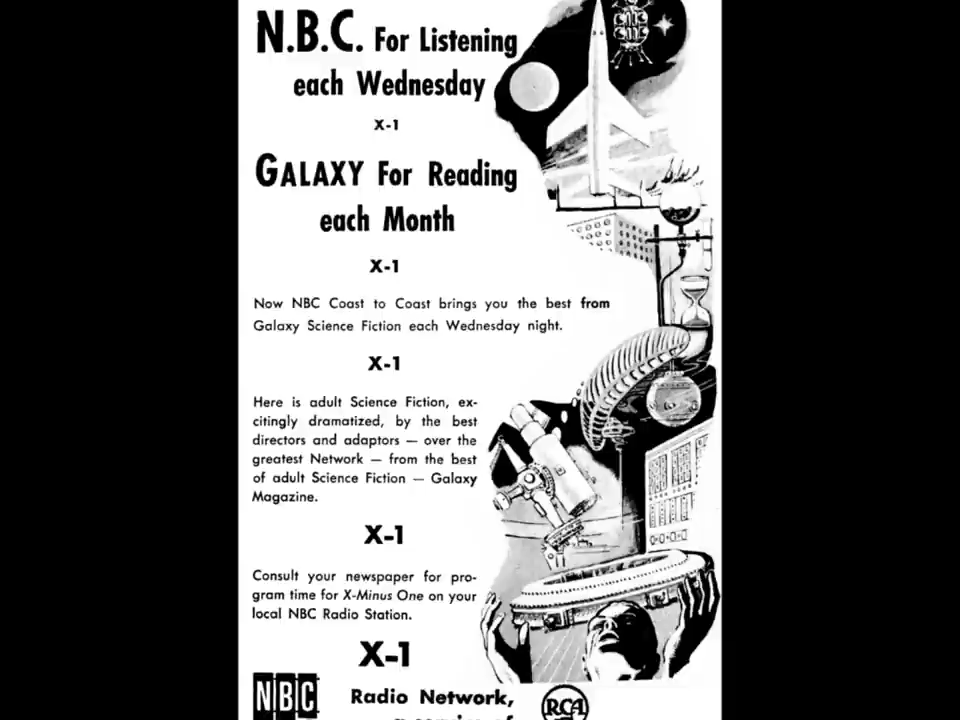 N.B.C. For Listening
each Wednesday
X-1
GALAXY For Reading
each Month
X-1
Now NBC Coast to Coast brings you the best from
Galaxy Science Fiction each Wednesday night.
X-1
Here is adult Science Fiction, ex-
citingly dramatized, by the best
directors and adaptors — over the
greatest Network — from the best
of adult Science Fiction — Galaxy
Magazine.
X-1
Consult your newspaper for pro-
gram time for X-Minus One on your
local NBC Radio Station.
X-1
NBC Radio Network, RCA